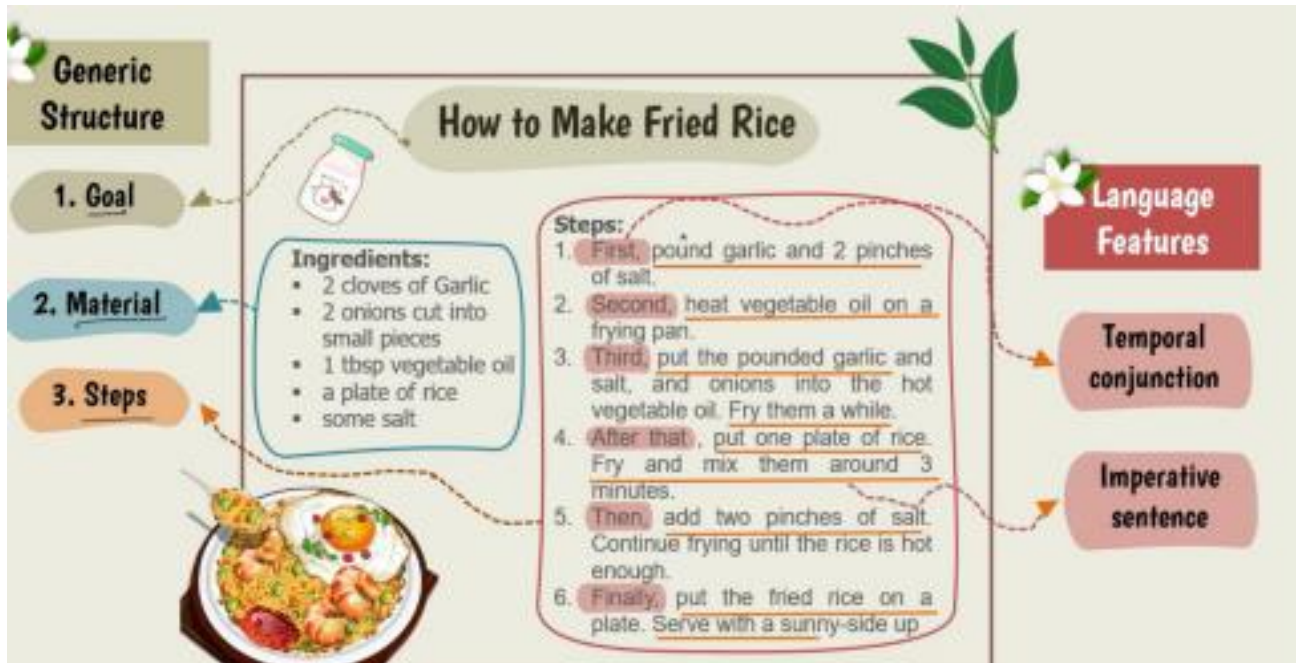 Generic
Structure
How to Make Fried Rice
1. Goal
2. Material
3. Steps
Ingredients:
• 2 cloves of Garlic
• 2 onions cut into
small pieces
• 1 tbsp vegetable oil
• a plate of rice
• some salt
Steps:
1. First, pound garlic and 2 pinches
of salt.
2. Second, heat vegetable oil on a
frying pan.
3. Third, put the pounded garlic and
salt, and onions into the hot
vegetable oil. Fry them a while.
4. After that, put one plate of rice.
Fry and mix them around 3
minutes.
5. Then, add two pinches of salt.
Continue frying until the rice is hot
enough.
6. Finally, put the fried rice on a
plate. Serve with a sunny-side up
Language
Features
Temporal
conjunction
Imperative
sentence